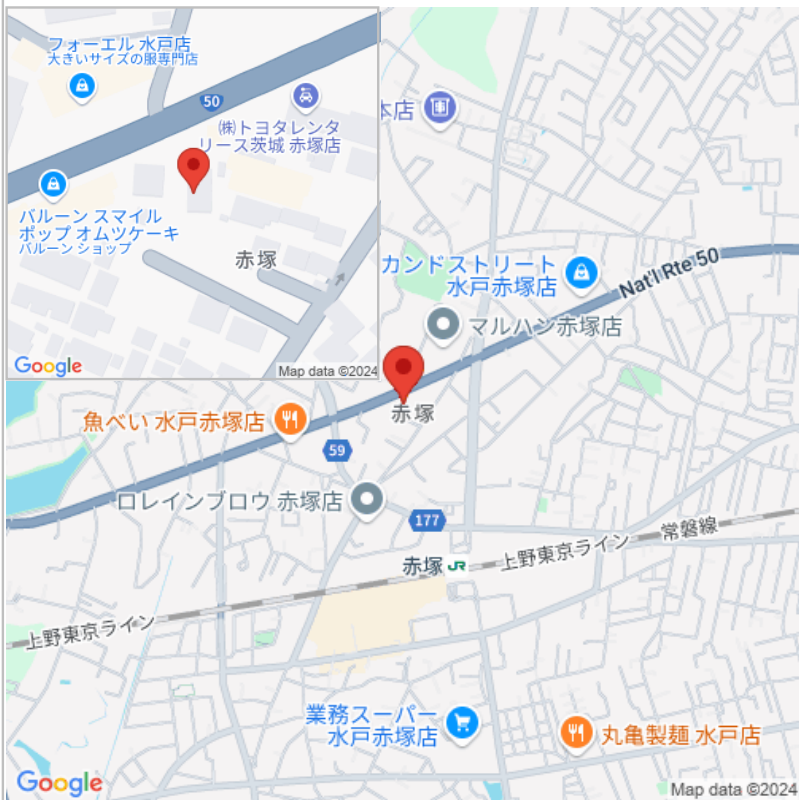 フォーエル 水戸店
大きいサイズの服専門店
50
㈱トヨタレンタ
リース茨城 赤塚店
バルーン スマイル
ポップ オムツケーキ
バルーン ショップ
赤塚
Google
Map data ©2024
本店
カンドストリート
水戸赤塚店
Nat'l Rte 50
マルハン赤塚店
赤塚
魚べい 水戸赤塚店
59
ロレインブロウ 赤塚店
177
常磐線
赤塚 JR
上野東京ライン
上野東京ライン
業務スーパー
水戸赤塚店
丸亀製麺 水戸店
Google
Map data ©2024